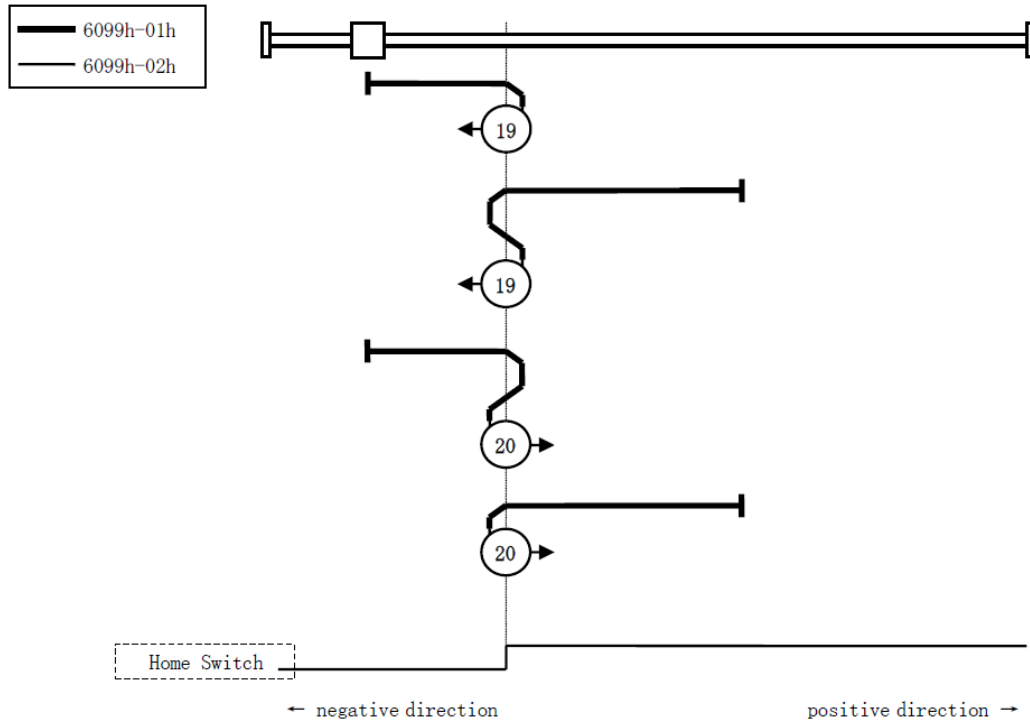 6099h-01h
6099h-02h
19
19
20
20
Home Switch
← negative direction
positive direction →